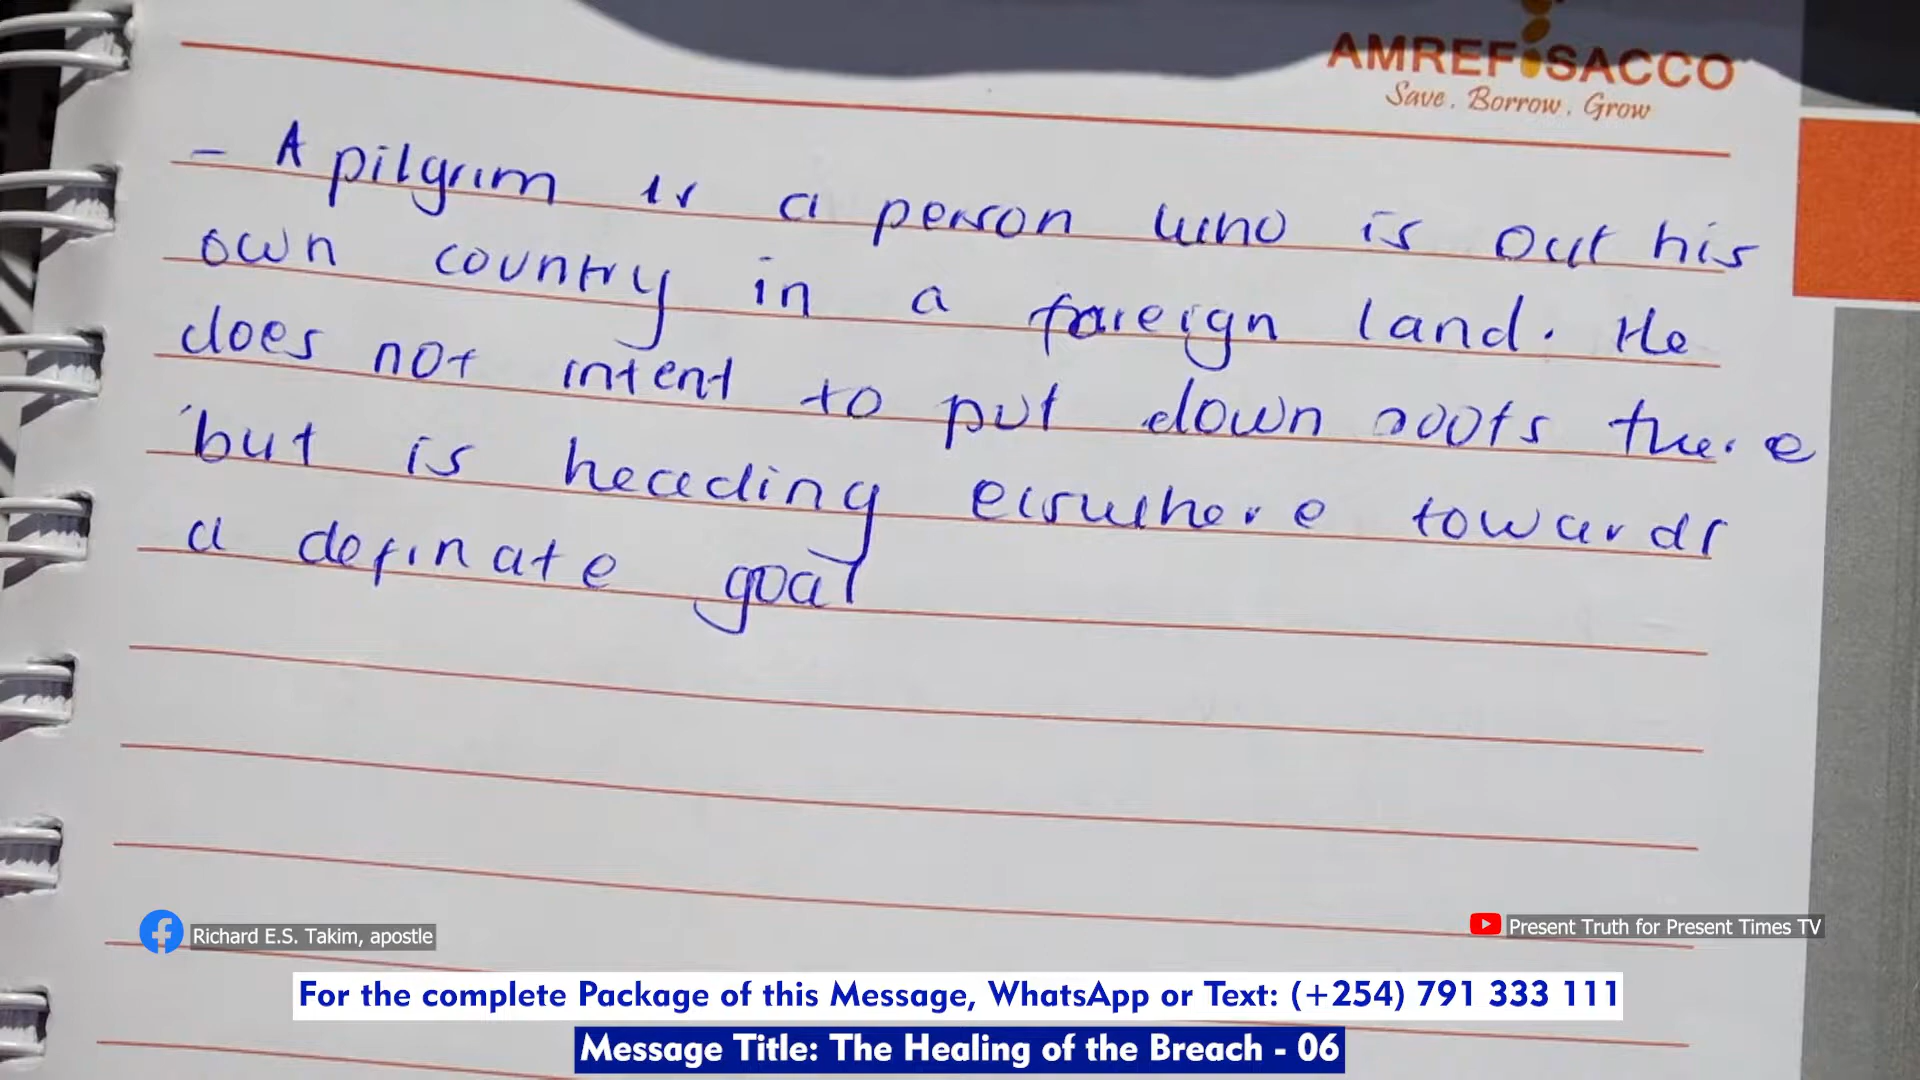 AMREF SACCO
Save. Borrow. Grow
- A pilgrim is a person who is out his
own country in a foreign land. He
does not intent to put down roots there
but is heading elsewhere towards
a definate goal
Richard E.S. Takim, apostle
Present Truth for Present Times TV
For the complete Package of this Message, WhatsApp or Text: (+254) 791 333 111
Message Title: The Healing of the Breach - 06